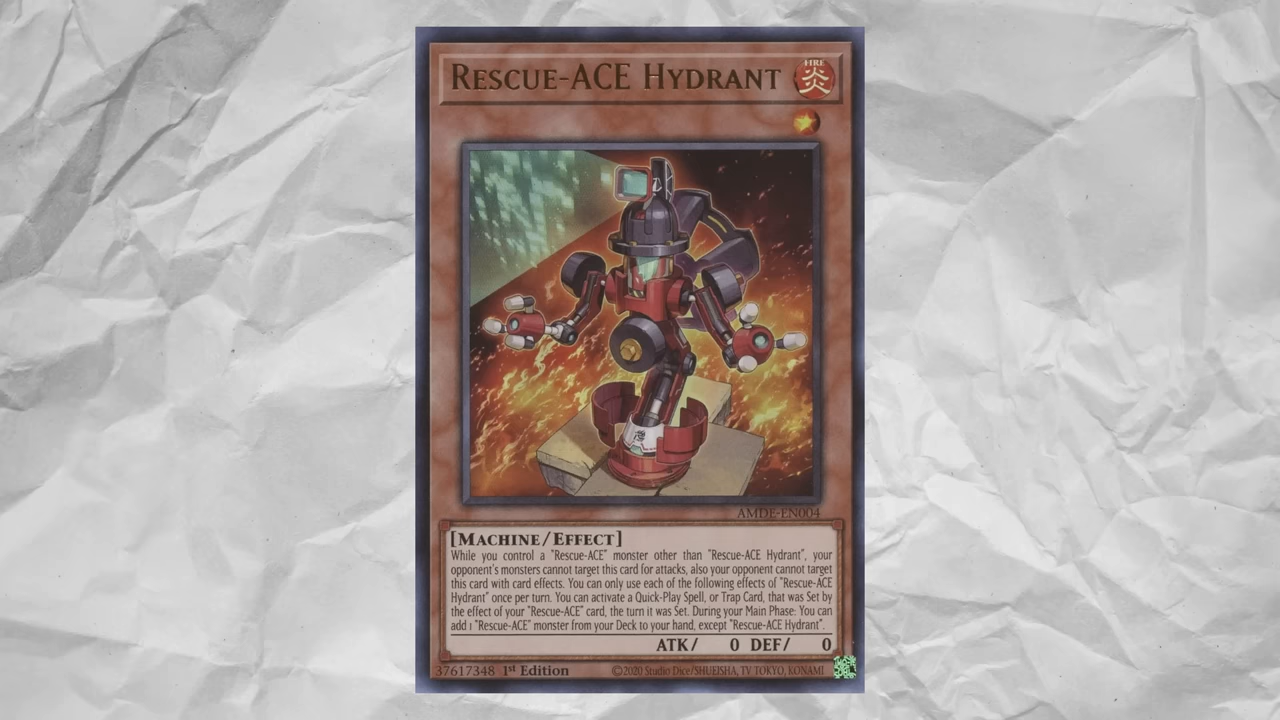 RESCUE-ACE HYDRANT
FIRE
炎
AMDE-EN004
[MACHINE/EFFECT]
While you control a "Rescue-ACE" monster other than "Rescue-ACE Hydrant", your
opponent's monsters cannot target this card for attacks, also your opponent cannot target
this card with card effects. You can only use each of the following effects of "Rescue-ACE
Hydrant" once per turn. You can activate a Quick-Play Spell, or Trap Card, that was Set by
the effect of your "Rescue-ACE" card, the turn it was Set. During your Main Phase: You can
add 1 "Rescue-ACE" monster from your Deck to your hand, except "Rescue-ACE Hydrant".
ATK/ 0 DEF/ 0
37617348 1st Edition ©2020 Studio Dice/SHUEISHA, TV TOKYO, KONAMI